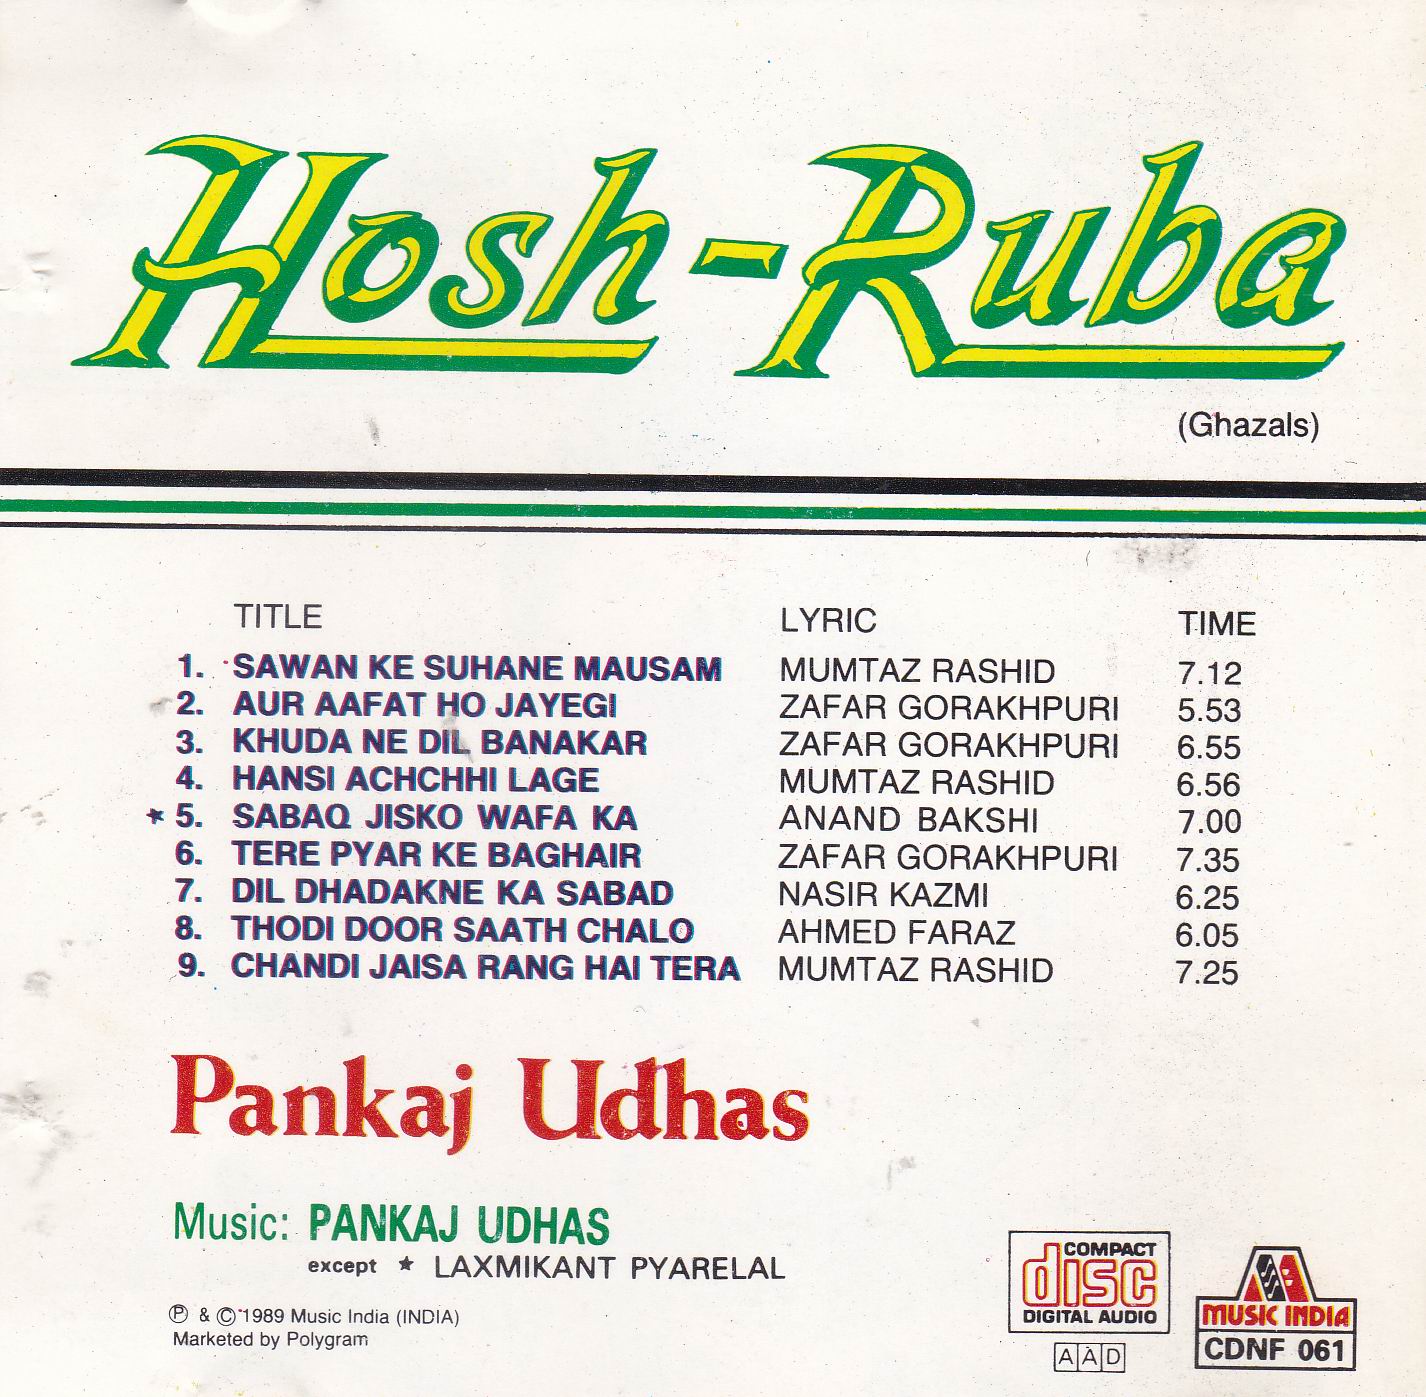 Hosh-Ruba
(Ghazals)
TITLE LYRIC TIME
1. SAWAN KE SUHANE MAUSAM MUMTAZ RASHID 7.12
2. AUR AAFAT HO JAYEGI ZAFAR GORAKHPURI 5.53
3. KHUDA NE DIL BANAKAR ZAFAR GORAKHPURI 6.55
4. HANSI ACHCHHI LAGE MUMTAZ RASHID 6.56
★ 5. SABAQ JISKO WAFA KA ANAND BAKSHI 7.00
6. TERE PYAR KE BAGHAIR ZAFAR GORAKHPURI 7.35
7. DIL DHADAKNE KA SABAD NASIR KAZMI 6.25
8. THODI DOOR SAATH CHALO AHMED FARAZ 6.05
9. CHANDI JAISA RANG HAI TERA MUMTAZ RASHID 7.25
Pankaj Udhas
Music: PANKAJ UDHAS
except ★ LAXMIKANT PYARELAL
℗ & © 1989 Music India (INDIA)
Marketed by Polygram
COMPACT
disc
DIGITAL AUDIO
AAD
MUSIC INDIA
CDNF 061